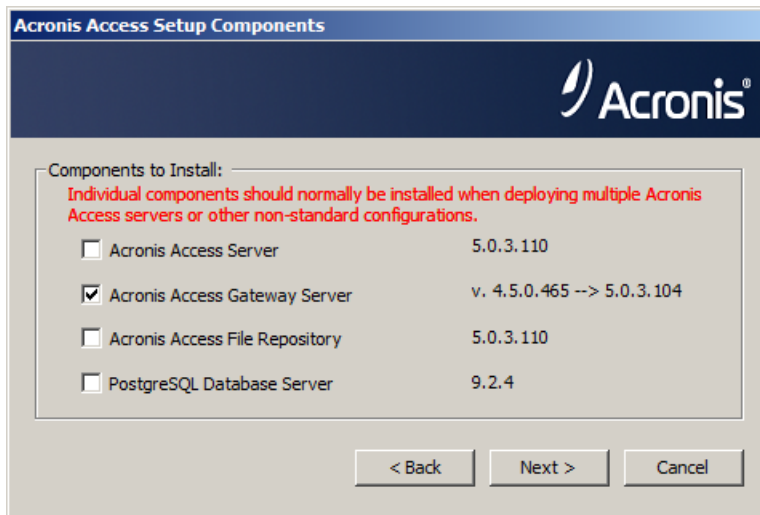 Acronis Access Setup Components
Acronis®
Components to Install:
Individual components should normally be installed when deploying multiple Acronis
Access servers or other non-standard configurations.
Acronis Access Server 5.0.3.110
Acronis Access Gateway Server v. 4.5.0.465 --> 5.0.3.104
Acronis Access File Repository 5.0.3.110
PostgreSQL Database Server 9.2.4
< Back Next > Cancel